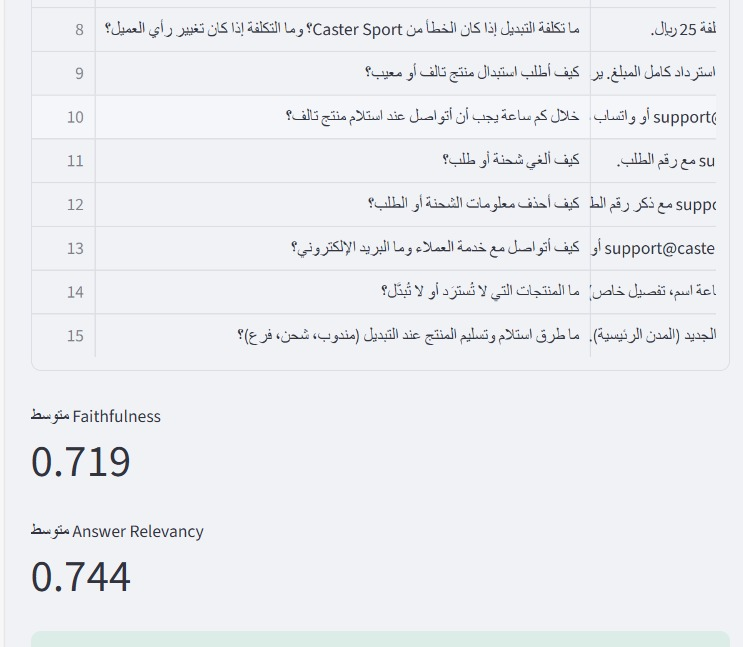 8 ما تكلفة التبديل إذا كان الخطأ من Caster Sport؟ وما التكلفة إذا كان تغيير رأي العميل؟ 25 ريال.
9 كيف أطلب استبدال منتج تالف أو معيب؟ استرداد كامل المبلغ.
10 خلال كم ساعة يجب أن أتواصل عند استلام منتج تالف؟ support@ أو واتساب
11 كيف ألغي شحنة أو طلب؟ su مع رقم الطلب.
12 كيف أحذف معلومات الشحنة أو الطلب؟ suppo مع ذكر رقم الط
13 كيف أتواصل مع خدمة العملاء وما البريد الإلكتروني؟ support@caste أو
14 ما المنتجات التي لا تُسترَد أو لا تُبدَّل؟ اسم، تفصيل خاص)
15 ما طرق استلام وتسليم المنتج عند التبديل (مندوب، شحن، فرع)؟ الجديد (المدن الرئيسية).
متوسط Faithfulness
0.719
متوسط Answer Relevancy
0.744